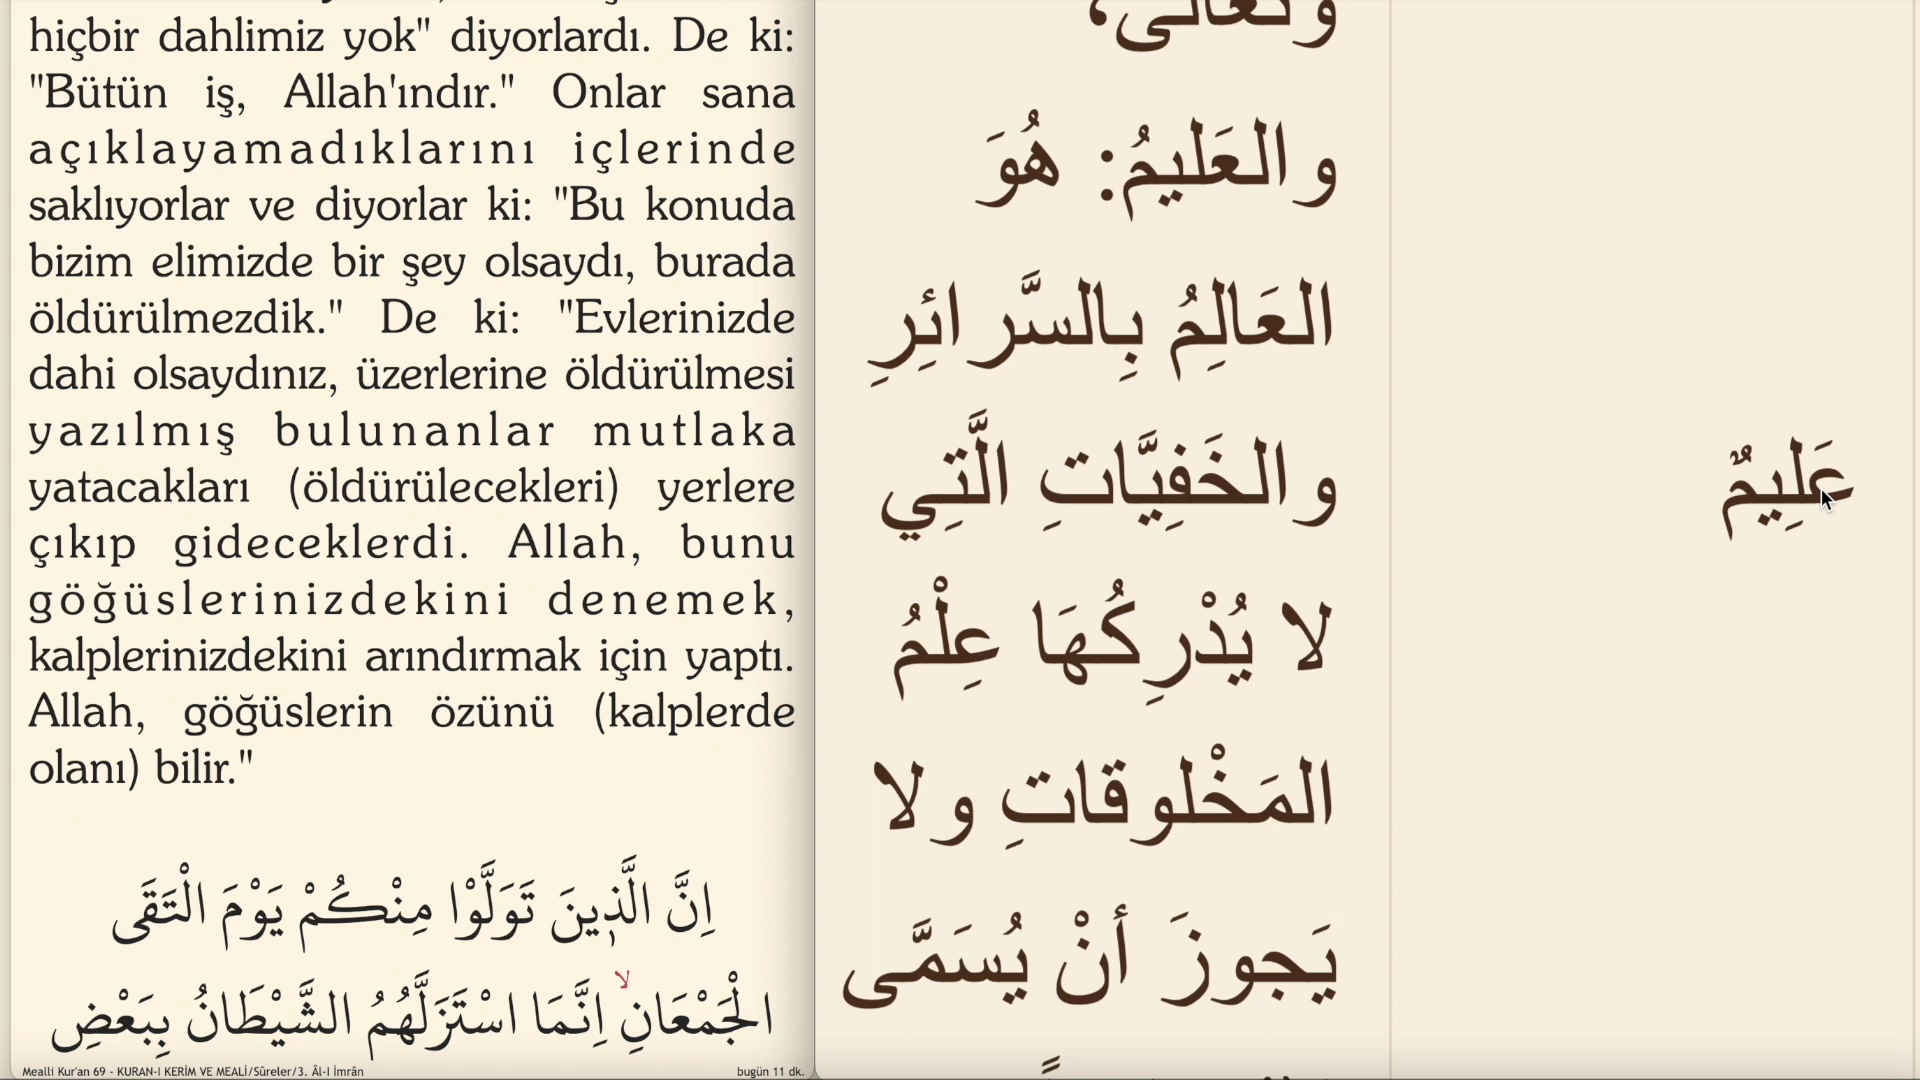 hiçbir dahlimiz yok" diyorlardı. De ki:
"Bütün iş, Allah'ındır." Onlar sana
açıklayamadıklarını içlerinde
saklıyorlar ve diyorlar ki: "Bu konuda
bizim elimizde bir şey olsaydı, burada
öldürülmezdik." De ki: "Evlerinizde
dahi olsaydınız, üzerlerine öldürülmesi
yazılmış bulunanlar mutlaka
yatacakları (öldürülecekleri) yerlere
çıkıp gideceklerdi. Allah, bunu
göğüslerinizdekini denemek,
kalplerinizdekini arındırmak için yaptı.
Allah, göğüslerin özünü (kalplerde
olanı) bilir."
اِنَّ الَّذ۪ينَ تَوَلَّوْا مِنْكُمْ يَوْمَ الْتَقَى
الْجَمْعَانِۙ اِنَّمَا اسْتَزَلَّهُمُ الشَّيْطَانُ بِبَعْضِ
Mealli Kur'an 69 - KURAN-I KERİM VE MEALİ/Sûreler/3. Âl-I İmrân
bugün 11 dk.
وتعالى،
والعَليمُ: هُوَ
العَالِمُ بِالسَّرائِرِ
والخَفِيَّاتِ الَّتِي
لا يُدْرِكُهَا عِلْمُ
المَخْلوقاتِ ولا
يَجوزَ أنْ يُسَمَّى
عَلِيمٌ